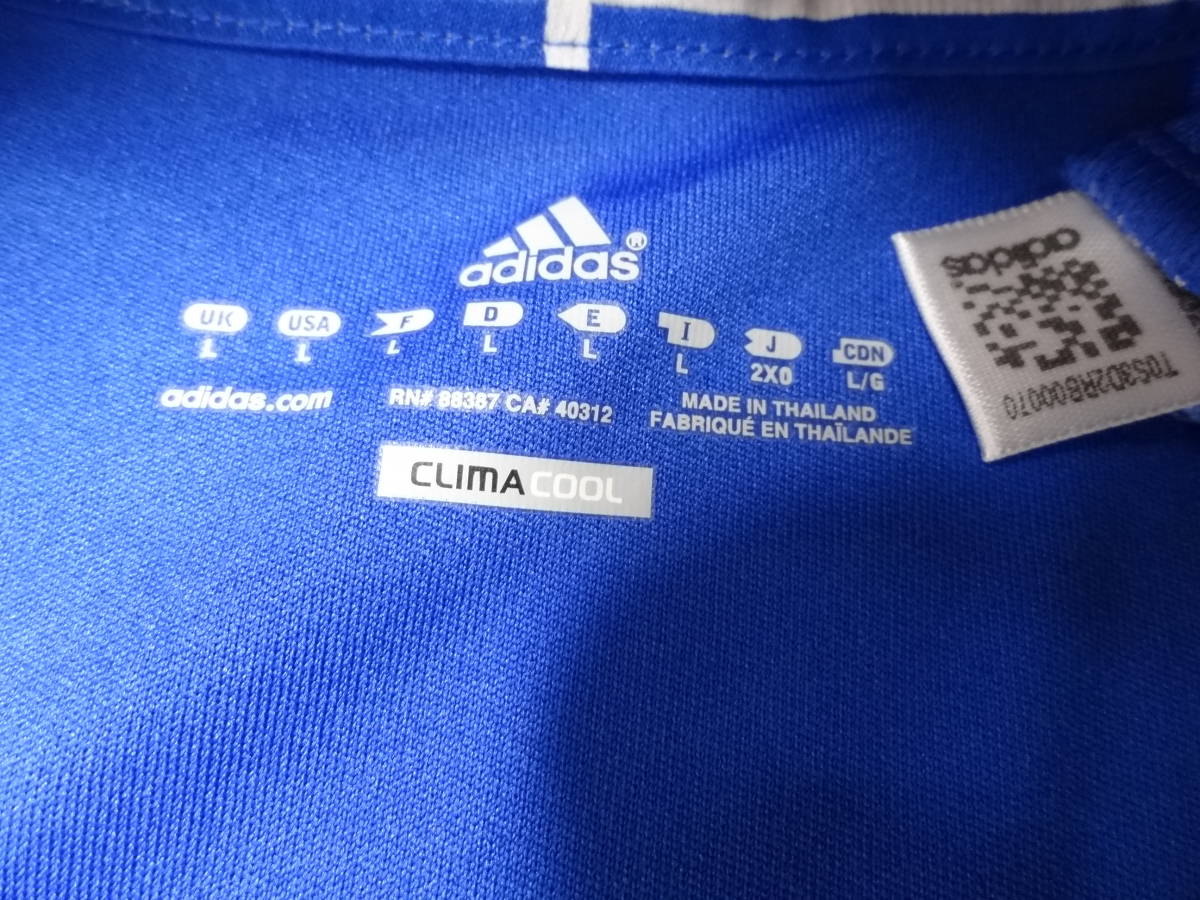 adidas®
UK USA F D E I J CDN
L L L L L L 2XO L/G
adidas.com RN# 88387 CA# 40312 MADE IN THAILAND
FABRIQUÉ EN THAÏLANDE
CLIMACOOL
adidas